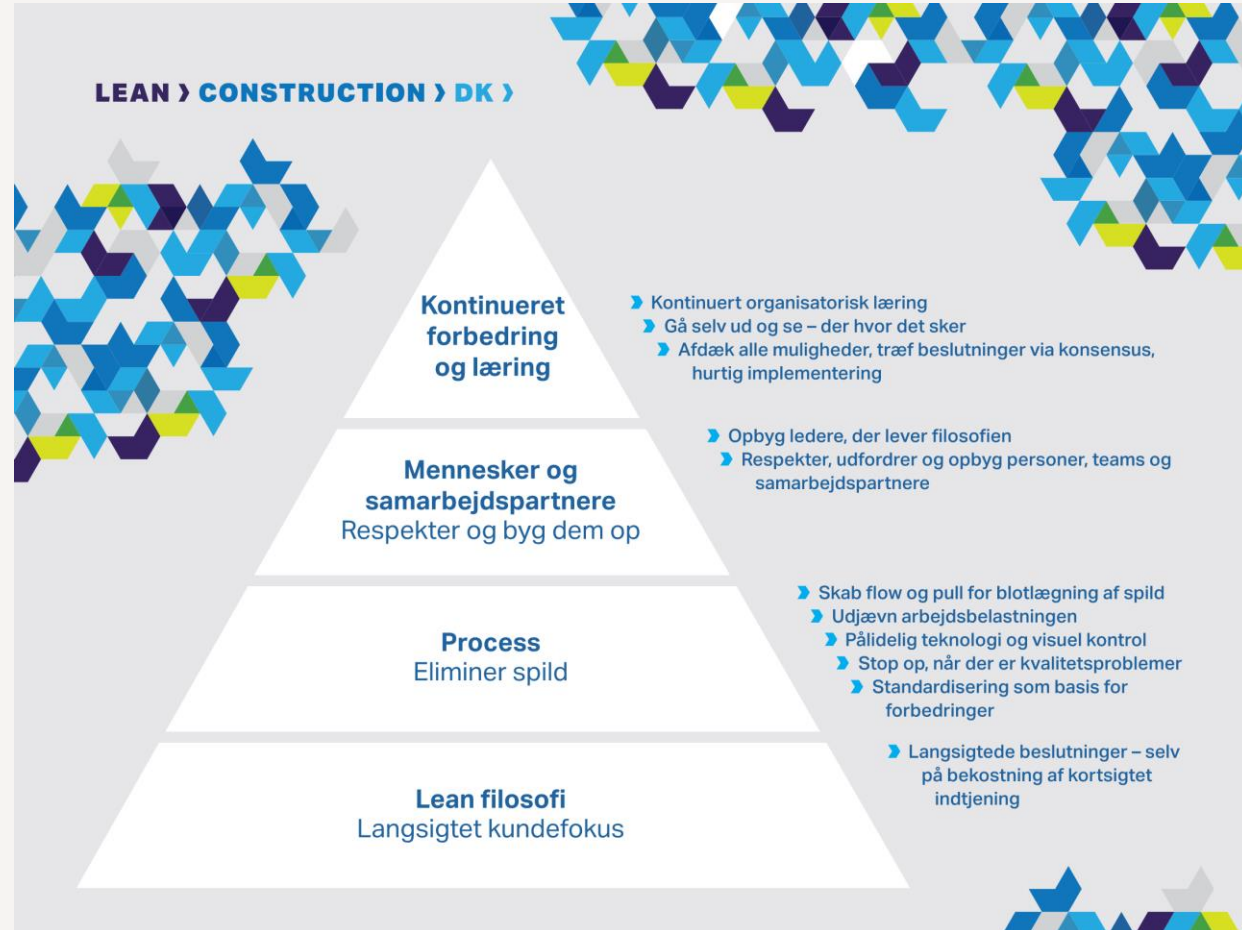 LEAN › CONSTRUCTION › DK ›
Kontinueret
forbedring
og læring
Kontinuert organisatorisk læring
Gå selv ud og se – der hvor det sker
Afdæk alle muligheder, træf beslutninger via konsensus,
hurtig implementering
Mennesker og
samarbejdspartnere
Respekter og byg dem op
Opbyg ledere, der lever filosofien
Respekter, udfordrer og opbyg personer, teams og
samarbejdspartnere
Process
Eliminer spild
Skab flow og pull for blotlægning af spild
Udjævn arbejdsbelastningen
Pålidelig teknologi og visuel kontrol
Stop op, når der er kvalitetsproblemer
Standardisering som basis for
forbedringer
Lean filosofi
Langsigtet kundefokus
Langsigtede beslutninger – selv
på bekostning af kortsigtet
indtjening